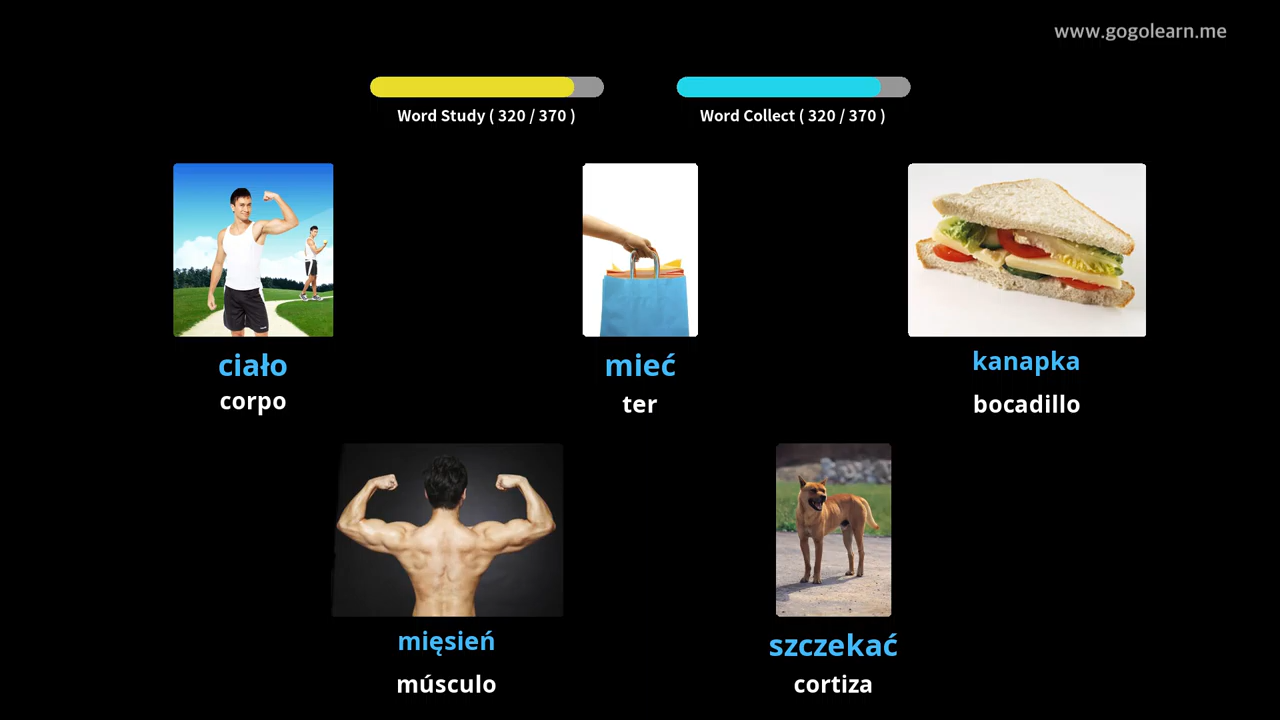 www.gogolearn.me
Word Study ( 320 / 370 )
Word Collect ( 320 / 370 )
ciało
corpo
mieć
ter
kanapka
bocadillo
mięsień
músculo
szczekać
cortiza